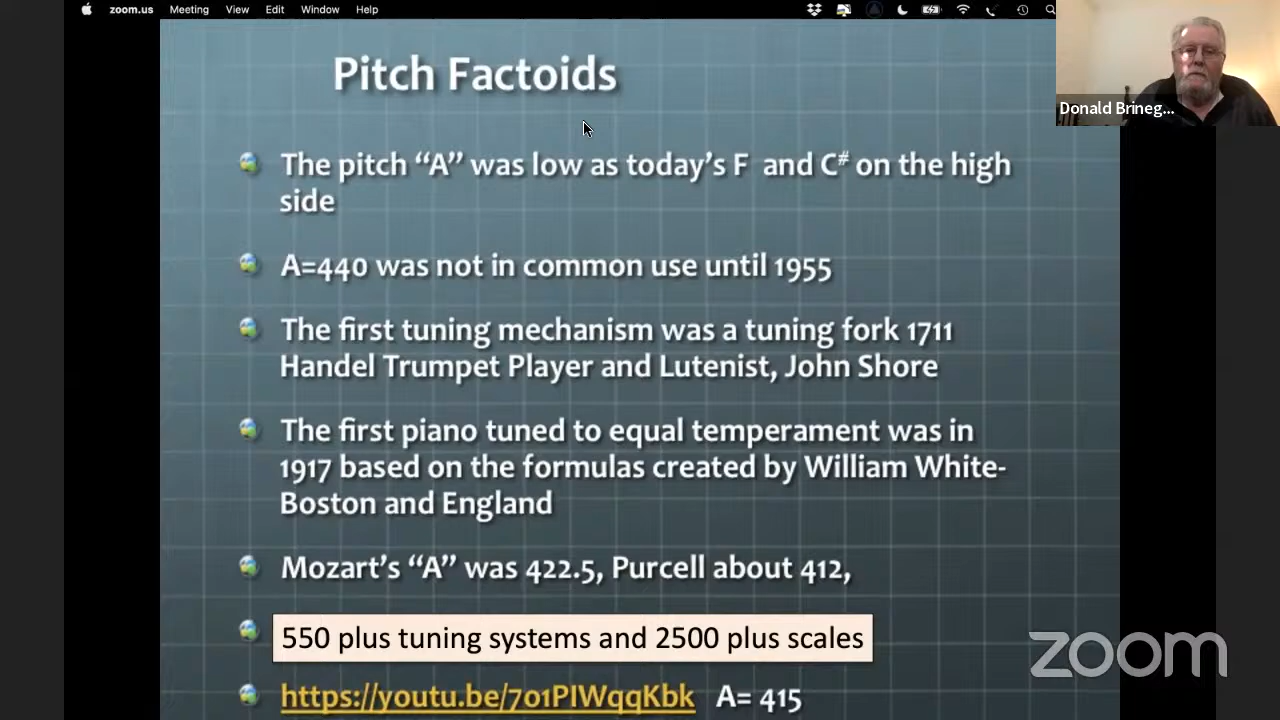 zoom.us Meeting View Edit Window Help
Pitch Factoids
Donald Brineg...
The pitch “A” was low as today’s F and C# on the high
side
A=440 was not in common use until 1955
The first tuning mechanism was a tuning fork 1711
Handel Trumpet Player and Lutenist, John Shore
The first piano tuned to equal temperament was in
1917 based on the formulas created by William White-
Boston and England
Mozart’s “A” was 422.5, Purcell about 412,
550 plus tuning systems and 2500 plus scales
zoom
https://youtu.be/7o1PIWqqKbk A= 415